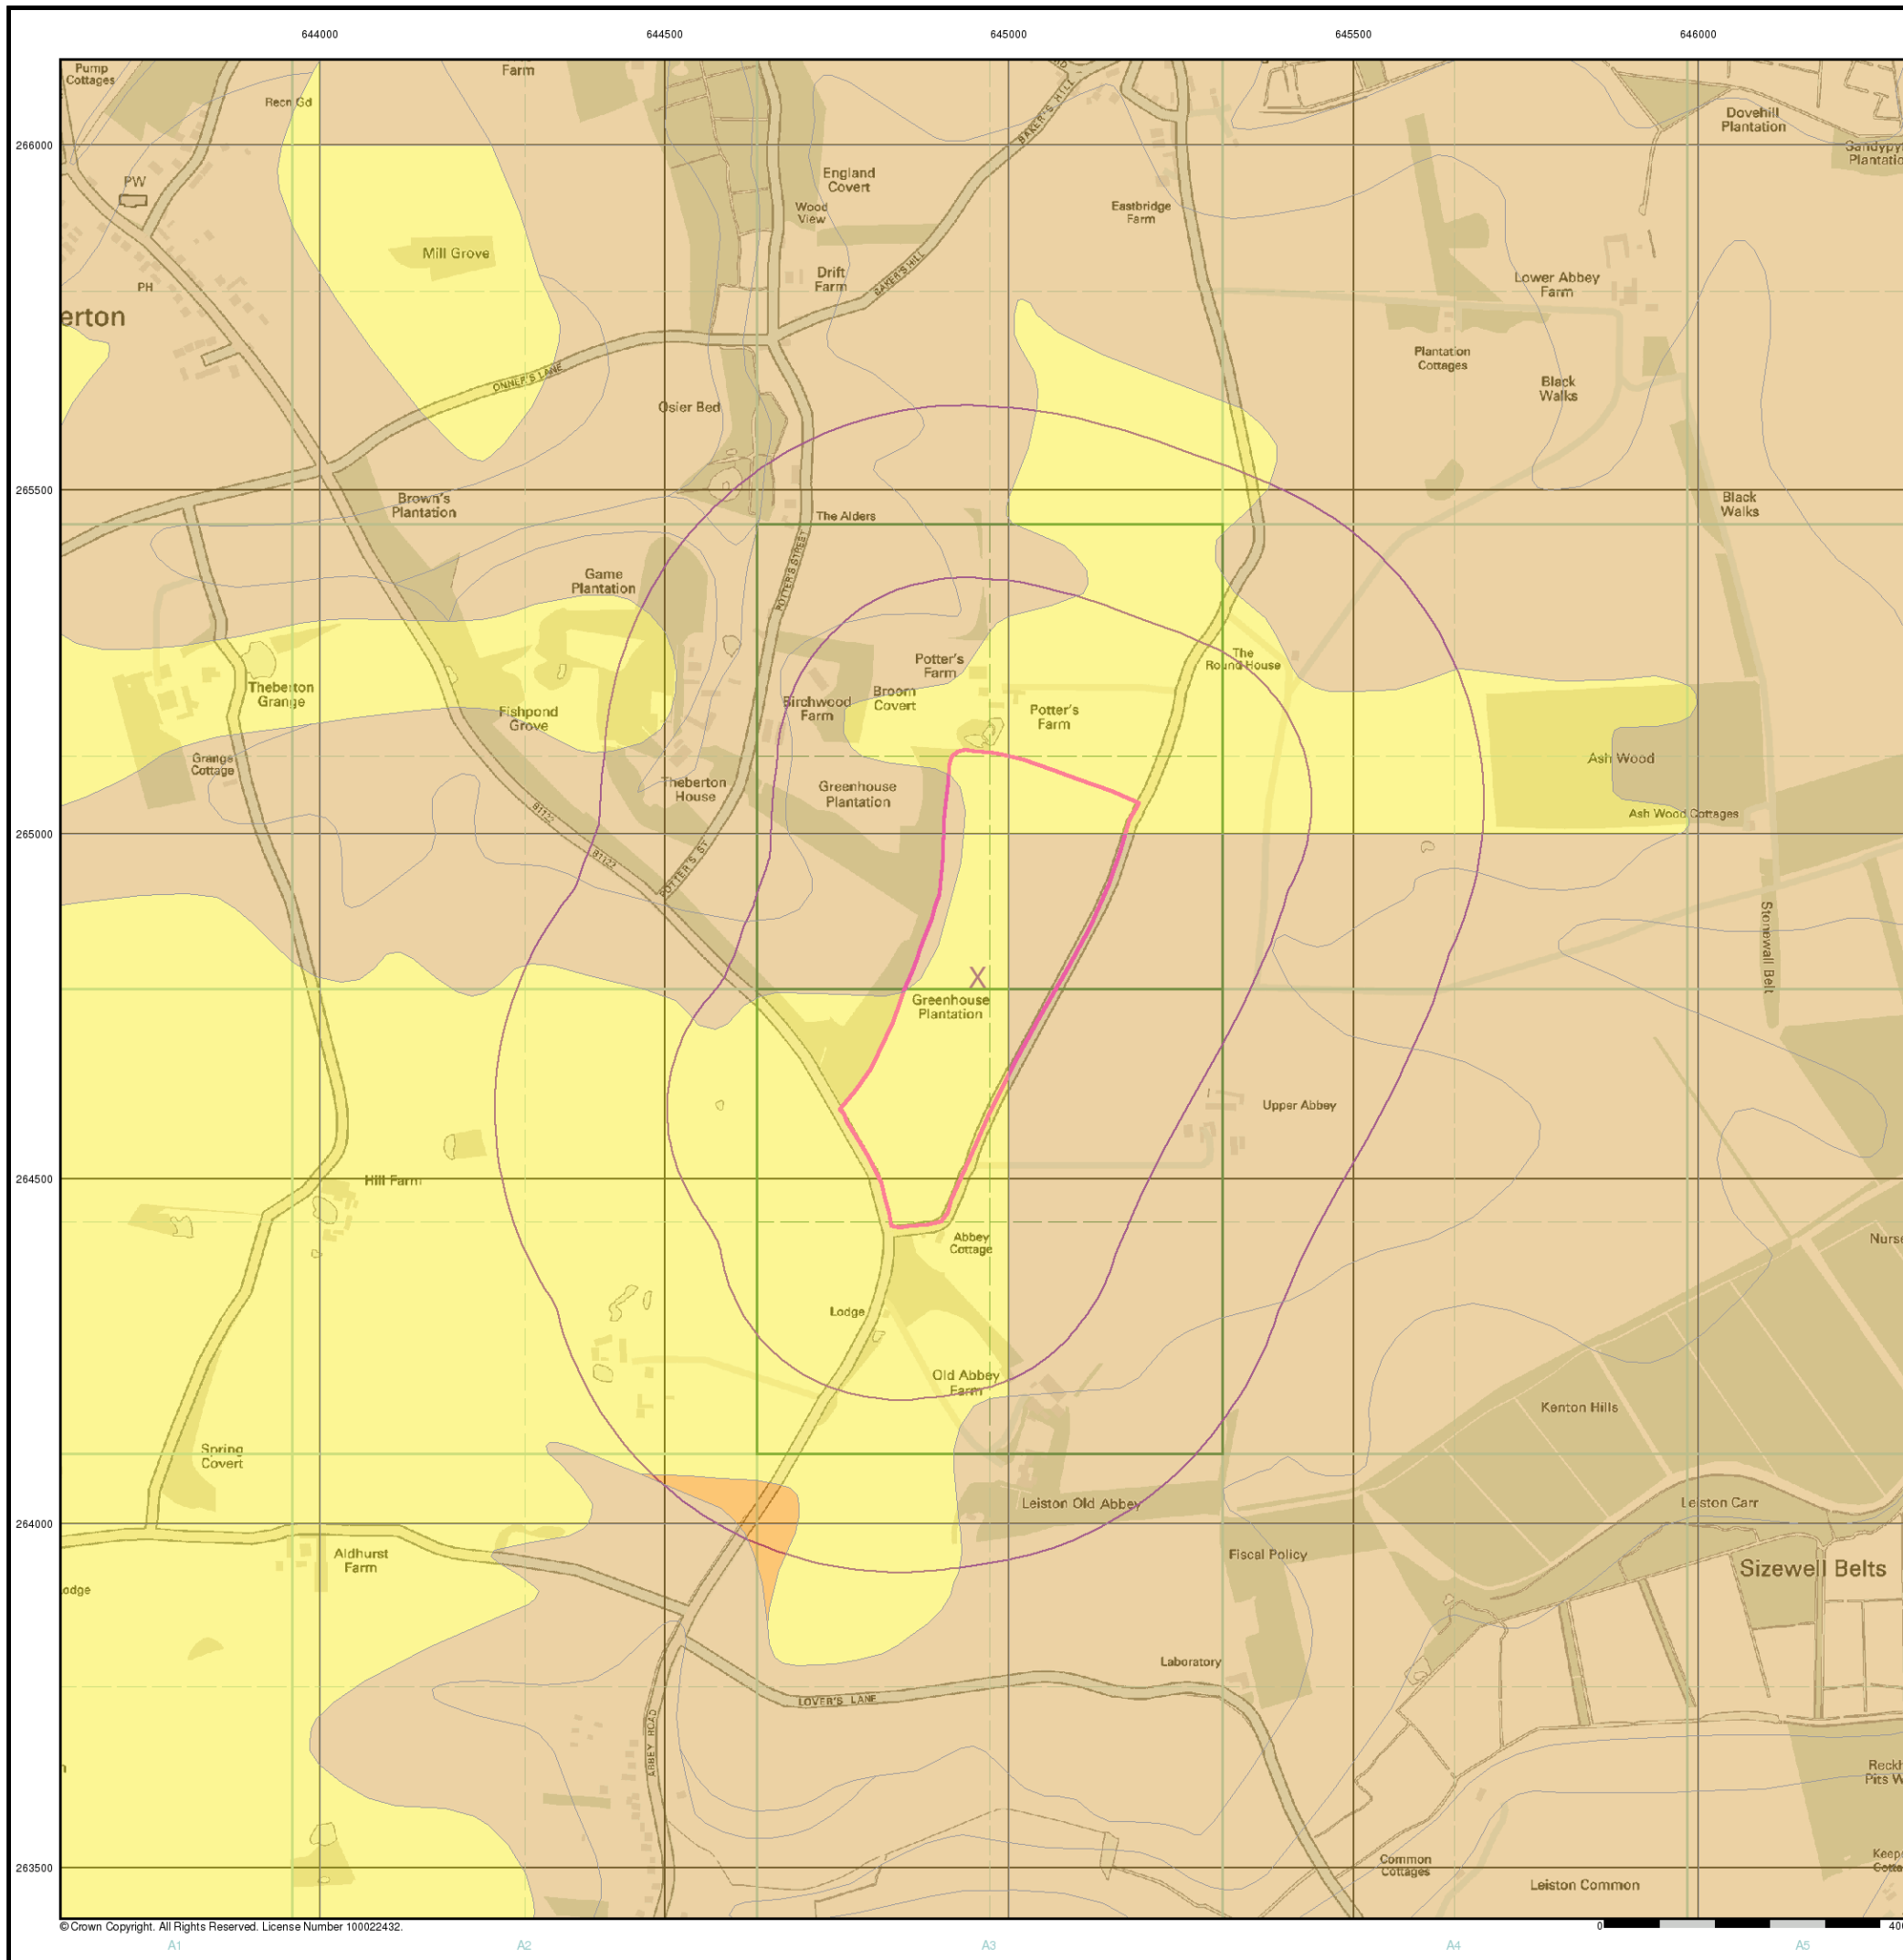 644000
644500
645000
645500
646000
266000
265500
265000
264500
264000
263500
Pump
Cottages
Recn Gd
Farm
BAKER'S HILL
Dovehill
Plantation
PW
England
Covert
Wood
View
Eastbridge
Farm
Mill Grove
PH
Drift
Farm
BAKER'S HILL
Lower Abbey
Farm
erton
Plantation
Cottages
Black
Walks
Osier Bed
Brown's
Plantation
The Alders
Black
Walks
POTTER'S STREET
Game
Plantation
Theberton
Grange
Fishpond
Grove
Potter's
Farm
Birchwood
Farm
Broom
Covert
Potter's
Farm
The
Round House
Grange
Cottage
Theberton
House
Greenhouse
Plantation
Ash Wood
Ash Wood Cottages
B1122
B1122
POTTER'S ST
Stonewall Belt
X
Greenhouse
Plantation
Upper Abbey
Hill Farm
Abbey
Cottage
Nurse
Lodge
Old Abbey
Farm
Kenton Hills
Spring
Covert
Leiston Old Abbey
Leiston Carr
Aldhurst
Farm
Fiscal Policy
Sizewell Belts
odge
Laboratory
LOVER'S LANE
ABBEY ROAD
Common
Cottages
Leiston Common
© Crown Copyright. All Rights Reserved. License Number 100022432.
0
A1
A2
A3
A4
A5